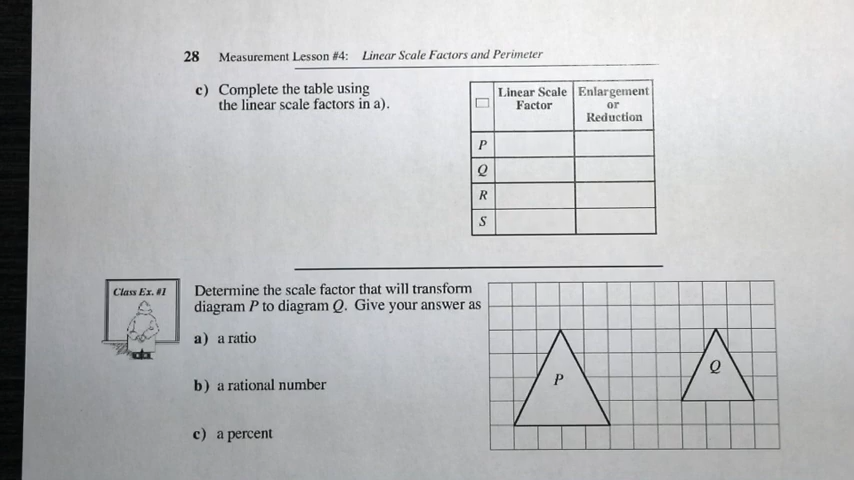 28 Measurement Lesson #4: Linear Scale Factors and Perimeter
c) Complete the table using
the linear scale factors in a).
Linear Scale Factor
Enlargement or Reduction
P
Q
R
S
Class Ex. #1
Determine the scale factor that will transform
diagram P to diagram Q. Give your answer as
a) a ratio
b) a rational number
c) a percent
P
Q